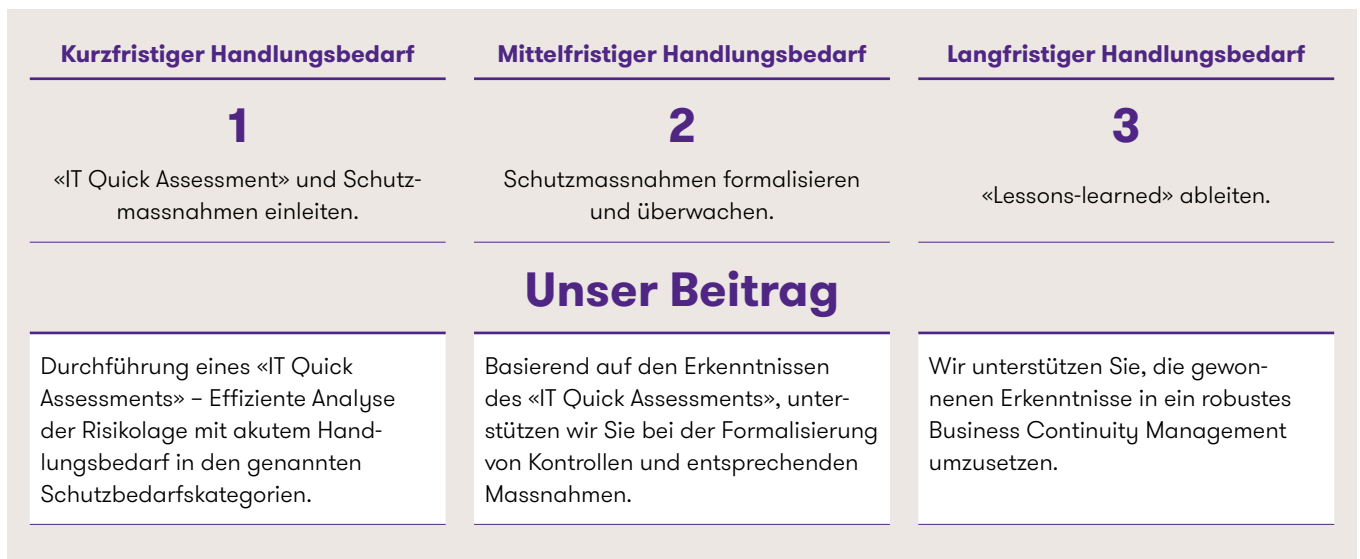 Kurzfristiger Handlungsbedarf
1
«IT Quick Assessment» und Schutz-
massnahmen einleiten.
Mittelfristiger Handlungsbedarf
2
Schutzmassnahmen formalisieren
und überwachen.
Langfristiger Handlungsbedarf
3
«Lessons-learned» ableiten.
Unser Beitrag
Durchführung eines «IT Quick
Assessments» – Effiziente Analyse
der Risikolage mit akutem Hand-
lungsbedarf in den genannten
Schutzbedarfskategorien.
Basierend auf den Erkenntnissen
des «IT Quick Assessments», unter-
stützen wir Sie bei der Formalisierung
von Kontrollen und entsprechenden
Massnahmen.
Wir unterstützen Sie, die gewon-
nenen Erkenntnisse in ein robustes
Business Continuity Management
umzusetzen.